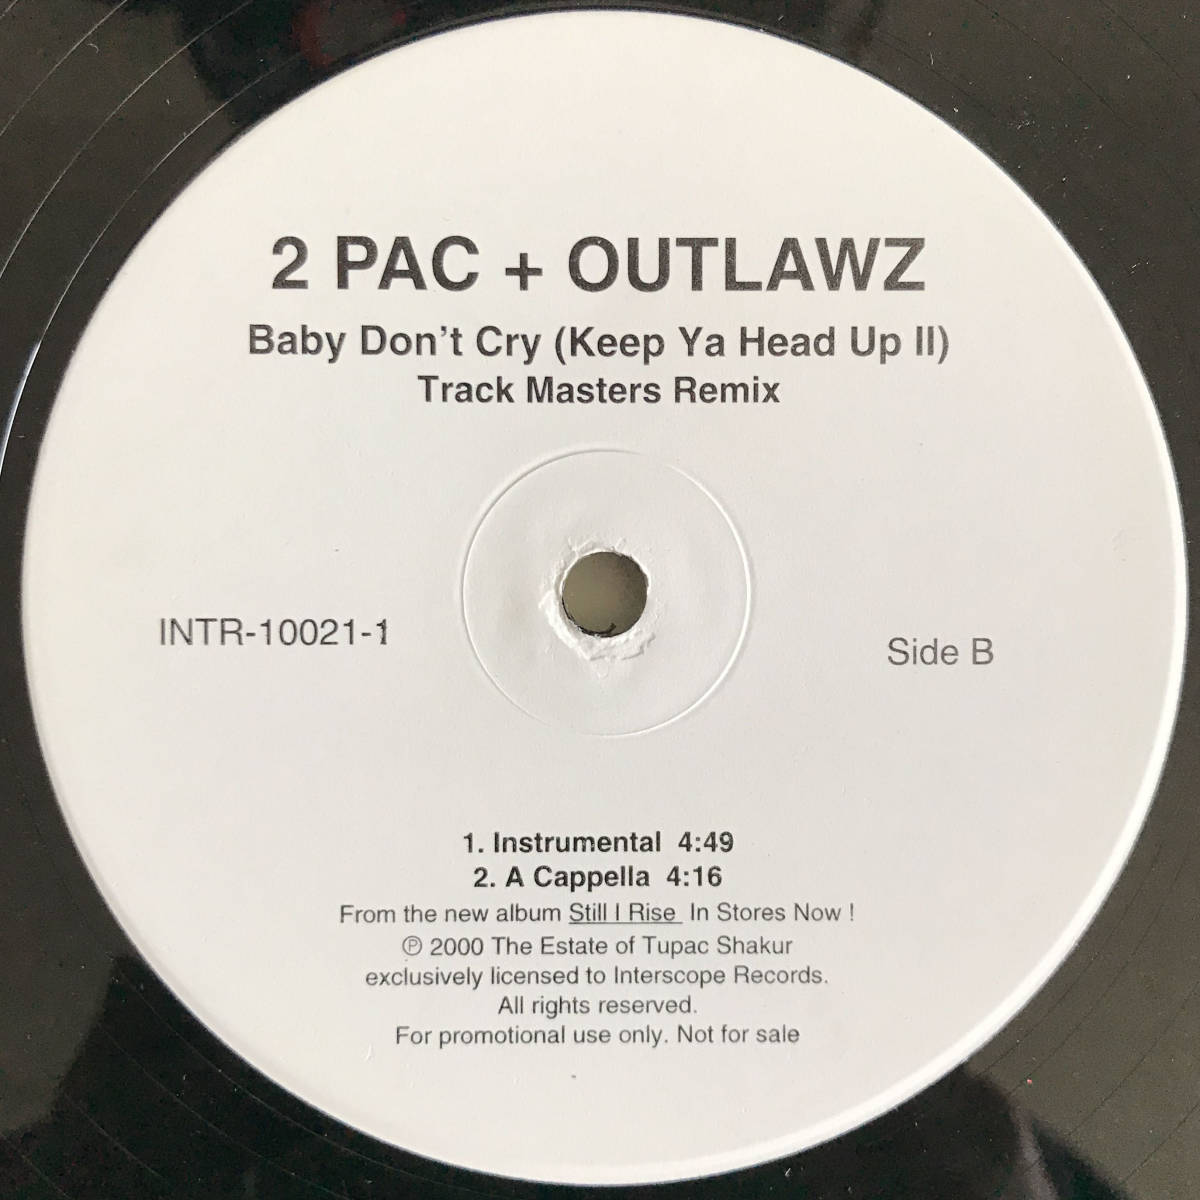 2 PAC + OUTLAWZ
Baby Don't Cry (Keep Ya Head Up II)
Track Masters Remix
INTR-10021-1
Side B
1. Instrumental 4:49
2. A Cappella 4:16
From the new album Still I Rise In Stores Now !
℗ 2000 The Estate of Tupac Shakur
exclusively licensed to Interscope Records.
All rights reserved.
For promotional use only. Not for sale